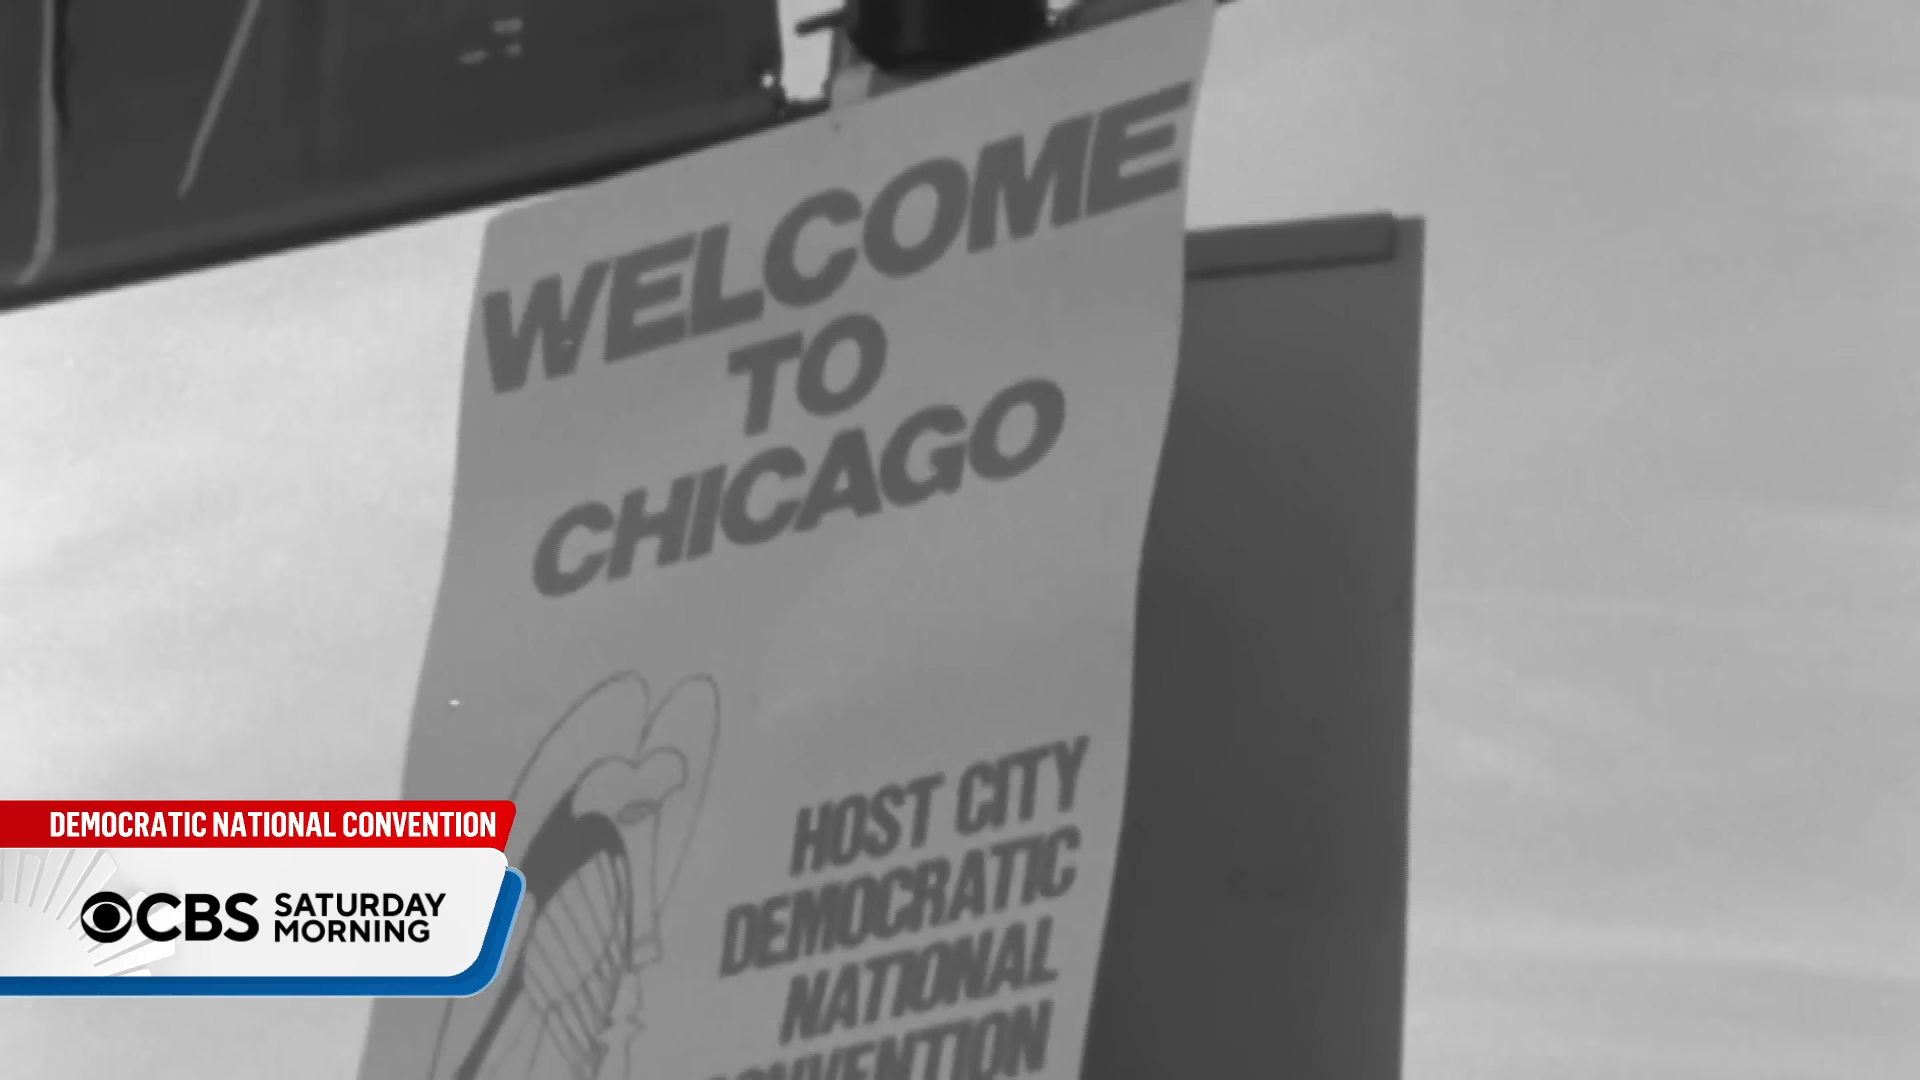 WELCOME
TO
CHICAGO
HOST CITY
DEMOCRATIC
NATIONAL
DEMOCRATIC NATIONAL CONVENTION
CBS SATURDAY
MORNING